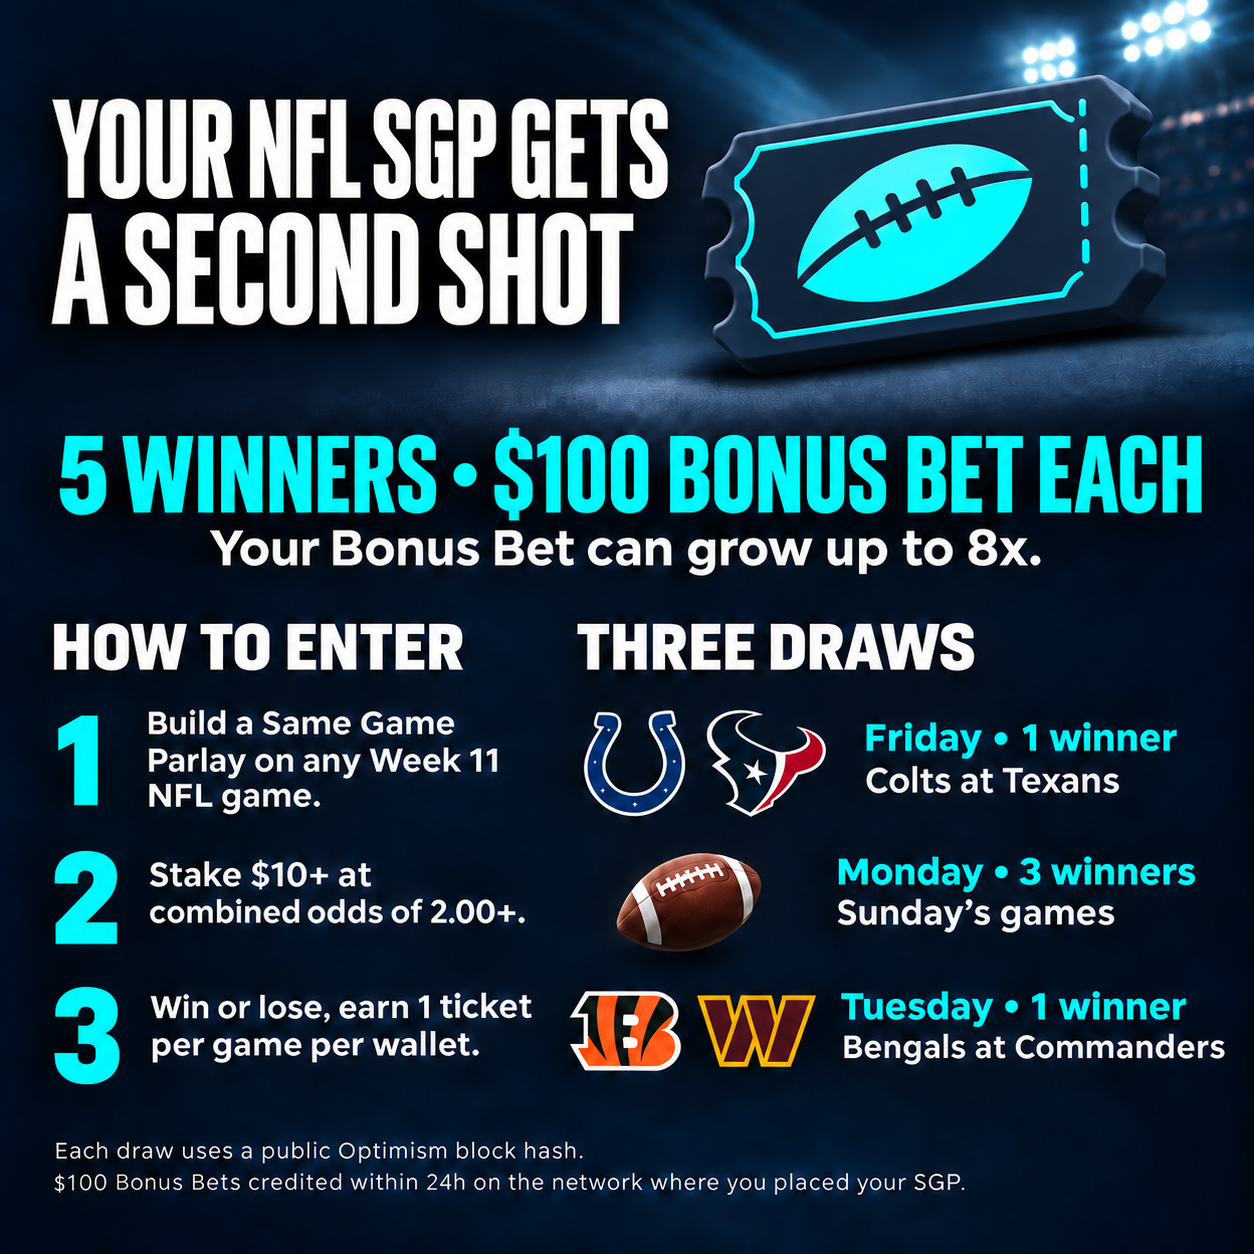 YOUR NFL SGP GETS
A SECOND SHOT
5 WINNERS • $100 BONUS BET EACH
Your Bonus Bet can grow up to 8x.
HOW TO ENTER
1
Build a Same Game
Parlay on any Week 11
NFL game.
2
Stake $10+ at
combined odds of 2.00+.
3
Win or lose, earn 1 ticket
per game per wallet.
THREE DRAWS
Friday • 1 winner
Colts at Texans
Monday • 3 winners
Sunday’s games
B
W
Tuesday • 1 winner
Bengals at Commanders
Each draw uses a public Optimism block hash.
$100 Bonus Bets credited within 24h on the network where you placed your SGP.